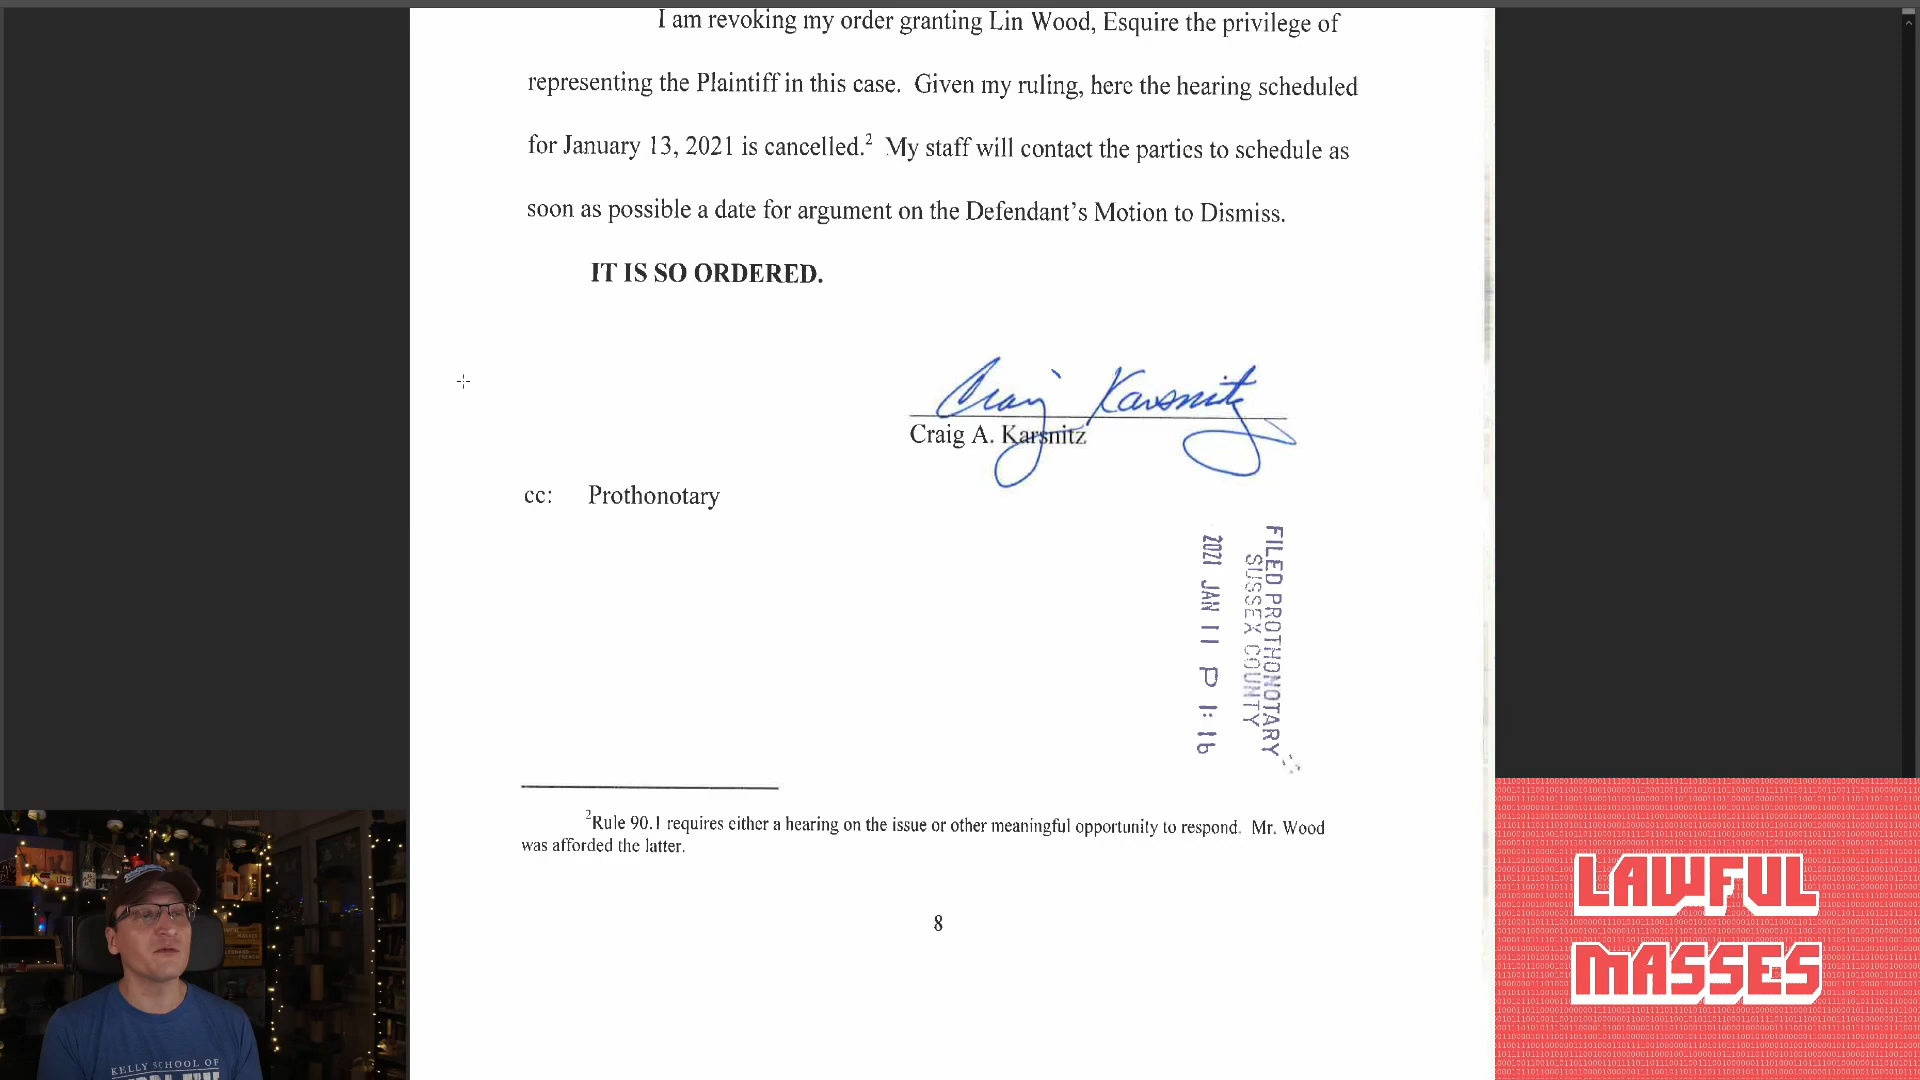 I am revoking my order granting Lin Wood, Esquire the privilege of
representing the Plaintiff in this case. Given my ruling, here the hearing scheduled
for January 13, 2021 is cancelled.2 My staff will contact the parties to schedule as
soon as possible a date for argument on the Defendant's Motion to Dismiss.
IT IS SO ORDERED.
Craig Karsnitz
Craig A. Karsnitz
cc: Prothonotary
FILED PROTHONOTARY
SUSSEX COUNTY
2021 JAN 11 P 1:16
2Rule 90.1 requires either a hearing on the issue or other meaningful opportunity to respond. Mr. Wood
was afforded the latter.
8
LAWFUL
MASSES
KELLY SCHOOL OF